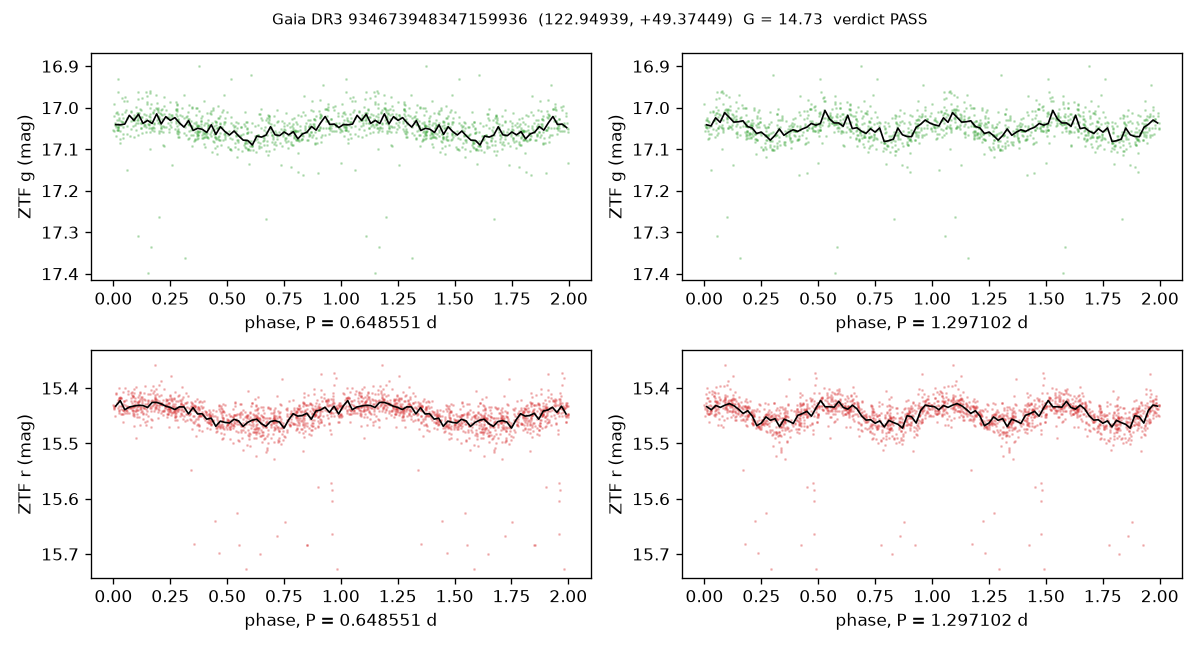 Gaia DR3 934673948347159936  (122.94939, +49.37449)  G = 14.73  verdict PASS
ZTF g (mag)
16.9
17.0
17.1
17.2
17.3
17.4
0.00 0.25 0.50 0.75 1.00 1.25 1.50 1.75 2.00
phase, P = 0.648551 d
ZTF g (mag)
16.9
17.0
17.1
17.2
17.3
17.4
0.00 0.25 0.50 0.75 1.00 1.25 1.50 1.75 2.00
phase, P = 1.297102 d
ZTF r (mag)
15.4
15.5
15.6
15.7
0.00 0.25 0.50 0.75 1.00 1.25 1.50 1.75 2.00
phase, P = 0.648551 d
ZTF r (mag)
15.4
15.5
15.6
15.7
0.00 0.25 0.50 0.75 1.00 1.25 1.50 1.75 2.00
phase, P = 1.297102 d